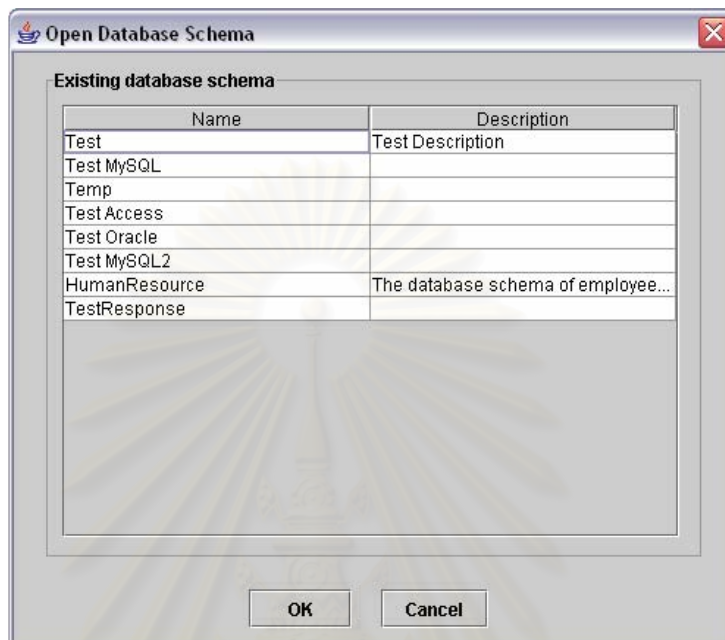 Open Database Schema
Existing database schema
Name Description
Test Test Description
Test MySQL
Temp
Test Access
Test Oracle
Test MySQL2
HumanResource The database schema of employee...
TestResponse
OK Cancel